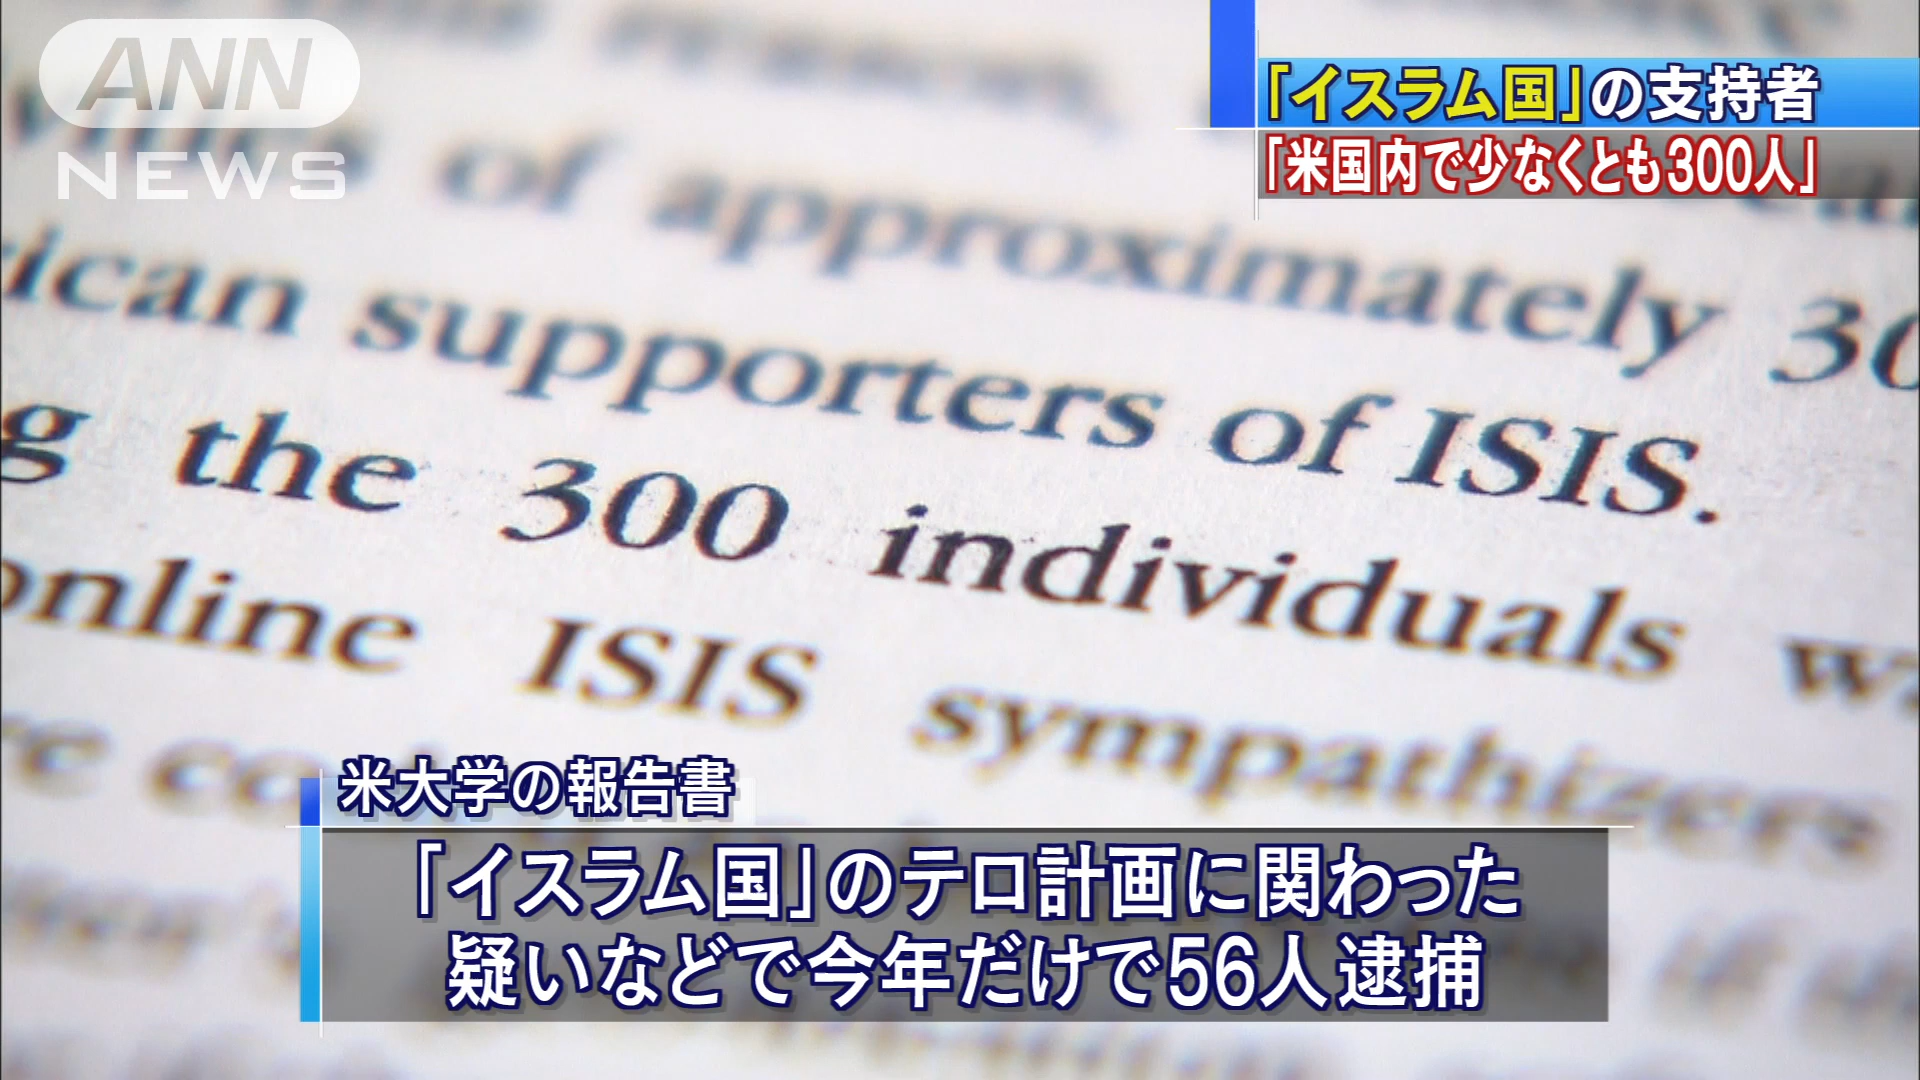 ANN
NEWS
「イスラム国」の支持者
「米国内で少なくとも300人」
of approximately
supporters of ISIS.
the 300 individuals
online ISIS sympathizers
米大学の報告書
「イスラム国」のテロ計画に関わった
疑いなどで今年だけで56人逮捕